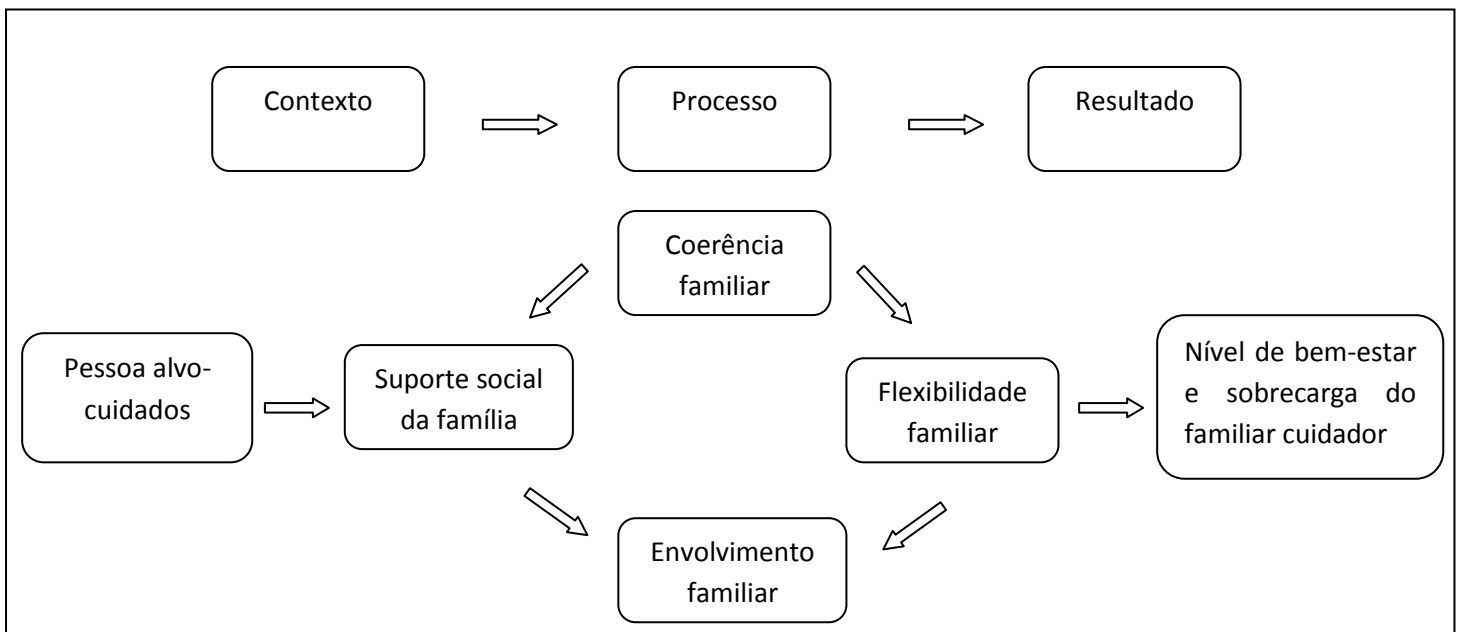 Contexto
Processo
Resultado
Coerência
familiar
Pessoa alvo-
cuidados
Suporte social
da família
Flexibilidade
familiar
Nível de bem-estar
e sobrecarga do
familiar cuidador
Envolvimento
familiar